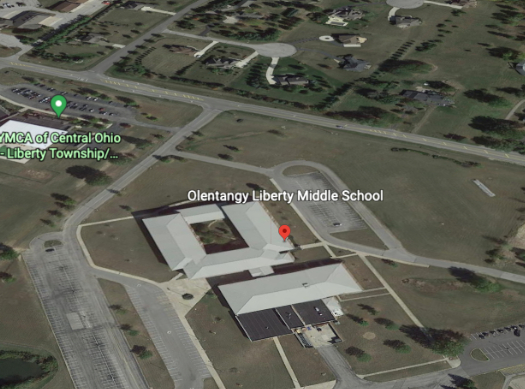 YMCA of Central Ohio
- Liberty Township/...
Olentangy Liberty Middle School